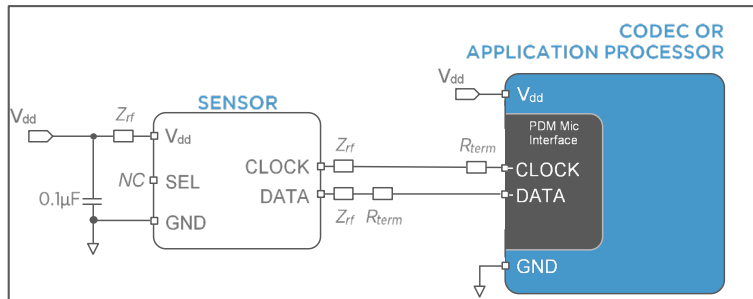 CODEC OR
APPLICATION PROCESSOR
Vdd
Vdd
SENSOR
Vdd
Zrf
Vdd
PDM Mic
Interface
Zrf
Rterm
CLOCK
CLOCK
NC
SEL
DATA
DATA
0.1µF
Zrf
Rterm
GND
GND